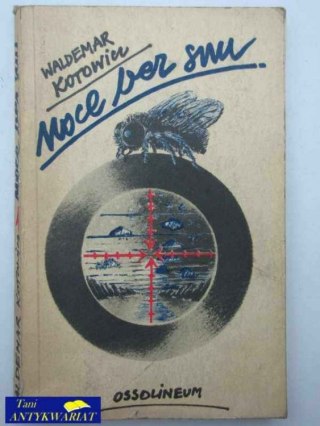 WALDEMAR
KOTOWICZ
Noce bez snu
OSSOLINEUM
Tani
ANTYKWARIAT